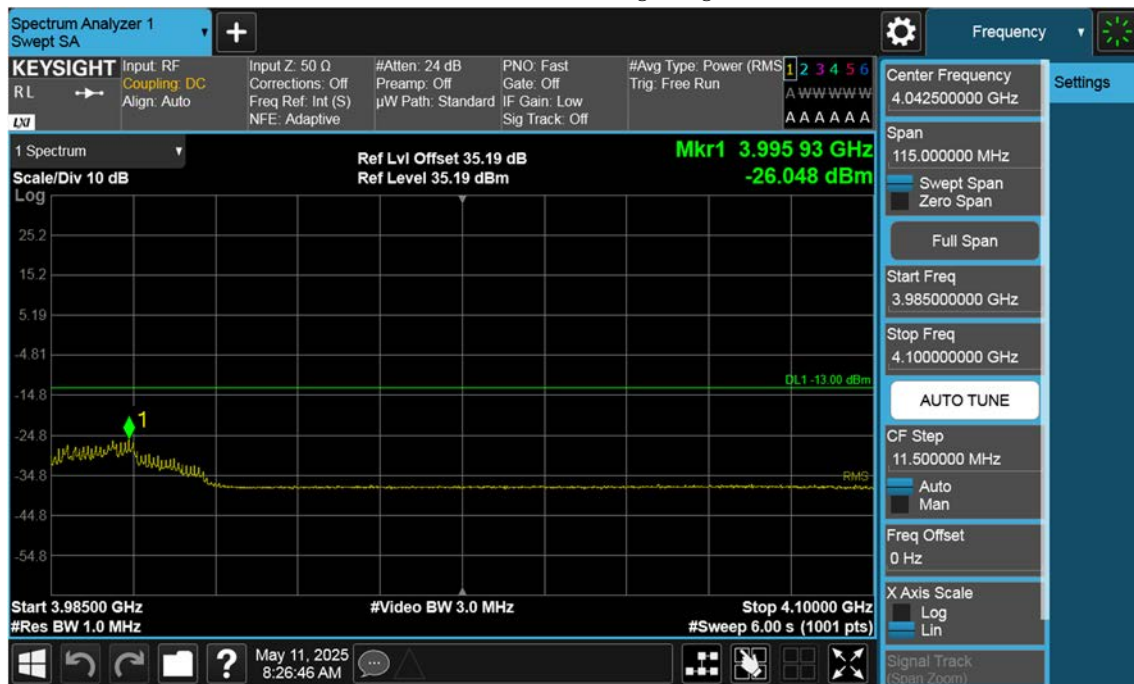 Spectrum Analyzer 1
Swept SA
+
Frequency
KEYSIGHT
RL
LXI
Input: RF
Coupling: DC
Align: Auto
Input Z: 50 Ω
Corrections: Off
Freq Ref: Int (S)
NFE: Adaptive
#Atten: 24 dB
Preamp: Off
µW Path: Standard
PNO: Fast
Gate: Off
IF Gain: Low
Sig Track: Off
#Avg Type: Power (RMS
Trig: Free Run
1 2 3 4 5 6
A W W W W W
A A A A A A
1 Spectrum
Scale/Div 10 dB
Log
Ref Lvl Offset 35.19 dB
Ref Level 35.19 dBm
Mkr1 3.995 93 GHz
-26.048 dBm
25.2
15.2
5.19
-4.81
DL1 -13.00 dBm
-14.8
1
-24.8
-34.8
RMS
-44.8
-54.8
Start 3.98500 GHz
#Res BW 1.0 MHz
#Video BW 3.0 MHz
Stop 4.10000 GHz
#Sweep 6.00 s (1001 pts)
Center Frequency
4.042500000 GHz
Span
115.000000 MHz
Swept Span
Zero Span
Full Span
Start Freq
3.985000000 GHz
Stop Freq
4.100000000 GHz
AUTO TUNE
CF Step
11.500000 MHz
Auto
Man
Freq Offset
0 Hz
X Axis Scale
Log
Lin
Signal Track
(Span Zoom)
Settings
?
May 11, 2025
8:26:46 AM